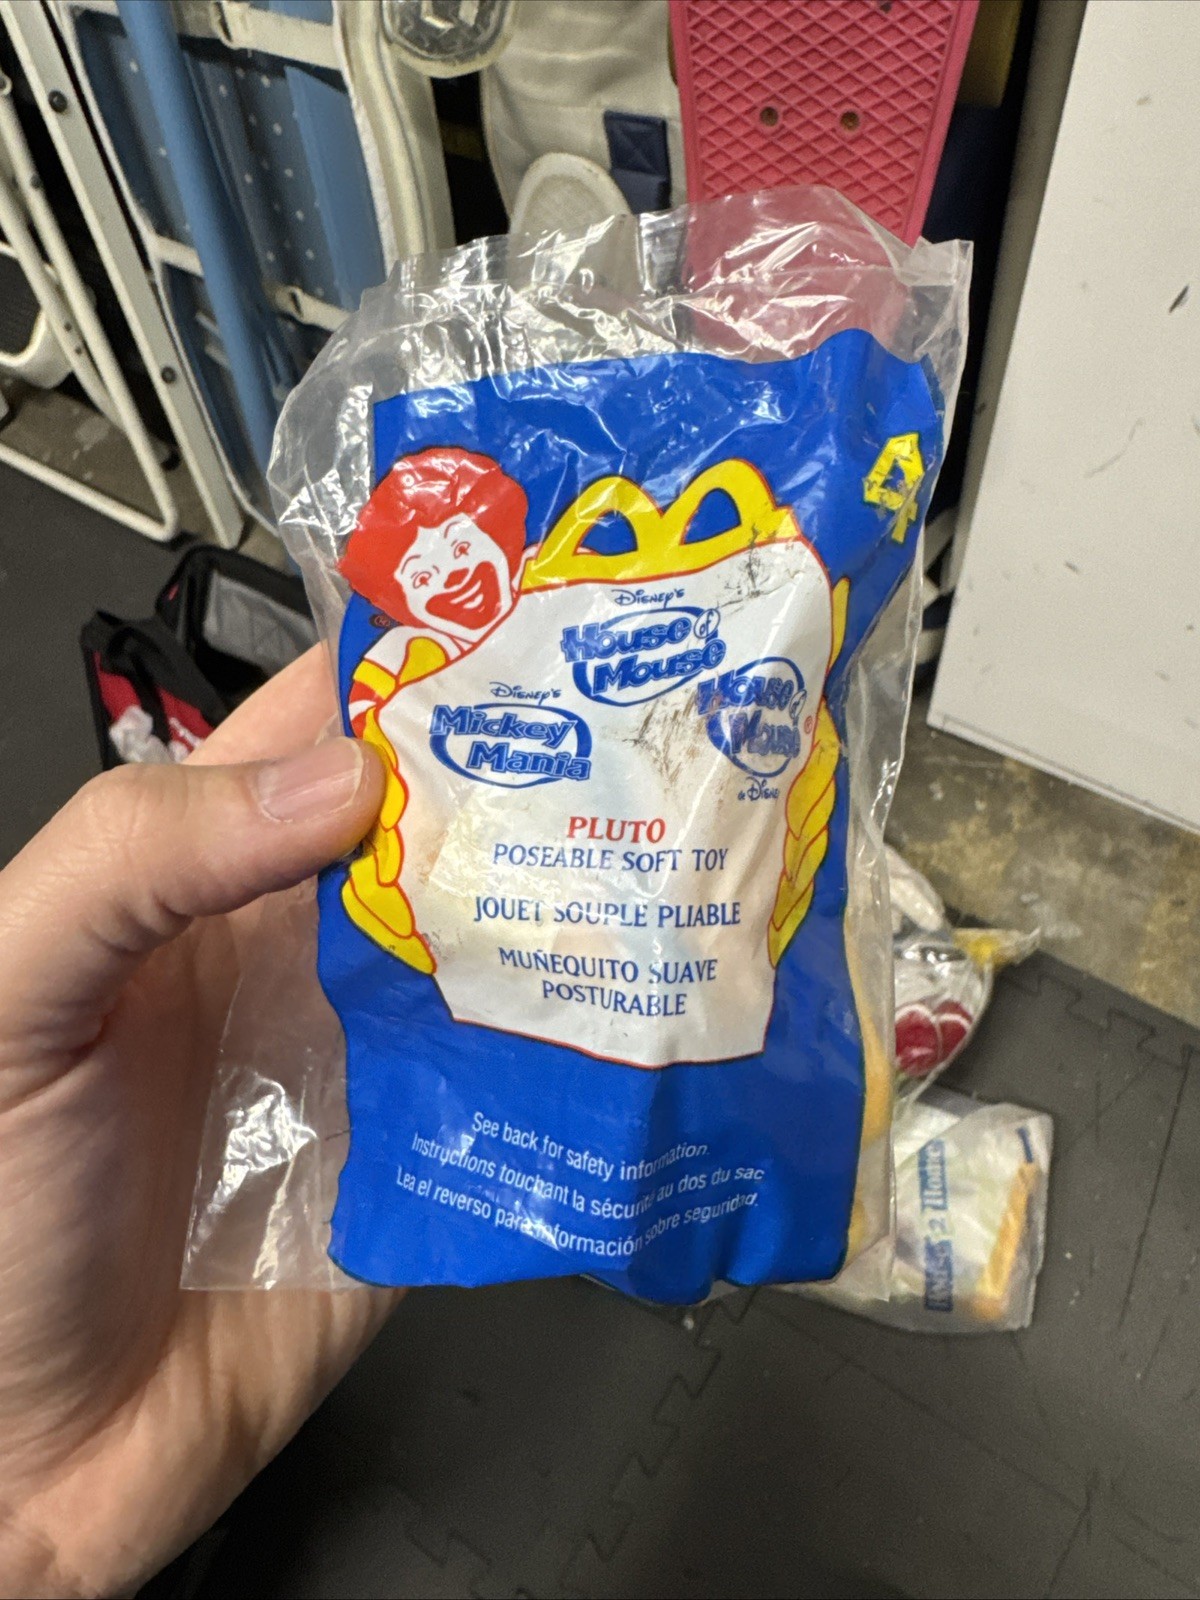 4
DISNEY'S
House of
Mouse
DISNEY'S
Mickey
Mania
House of
Mouse
®
PLUTO
POSEABLE SOFT TOY
JOUET SOUPLE PLIABLE
MUÑEQUITO SUAVE
POSTURABLE
See back for safety information.
Instructions touchant la sécurité au dos du sac
Lea el reverso para información sobre seguridad.